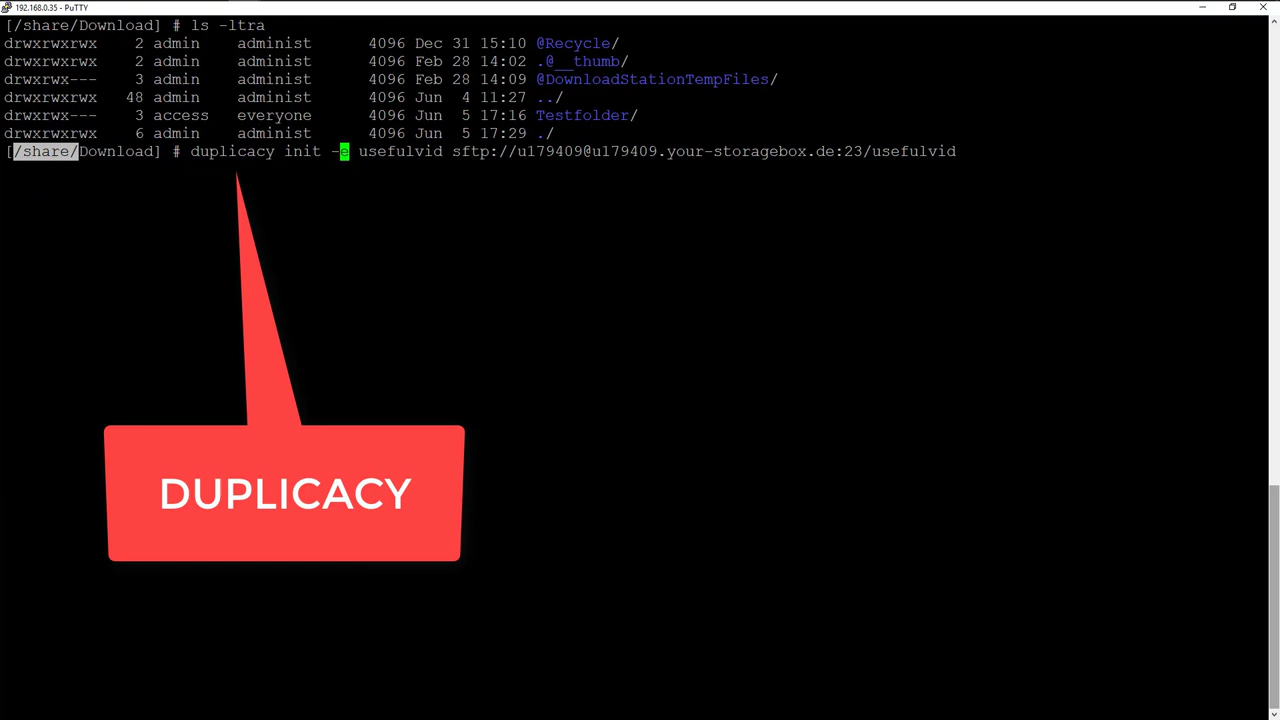 192.168.0.35 - PuTTY
[/share/Download] # ls -ltra
drwxrwxrwx    2 admin    administ      4096 Dec 31 15:10 @Recycle/
drwxrwxrwx    2 admin    administ      4096 Feb 28 14:02 .@__thumb/
drwxrwx---    3 admin    administ      4096 Feb 28 14:09 @DownloadStationTempFiles/
drwxrwxrwx   48 admin    administ      4096 Jun  4 11:27 ../
drwxrwx---    3 access   everyone      4096 Jun  5 17:16 Testfolder/
drwxrwxrwx    6 admin    administ      4096 Jun  5 17:29 ./
[/share/Download] # duplicacy init -e usefulvid sftp://u179409@u179409.your-storagebox.de:23/usefulvid
DUPLICACY